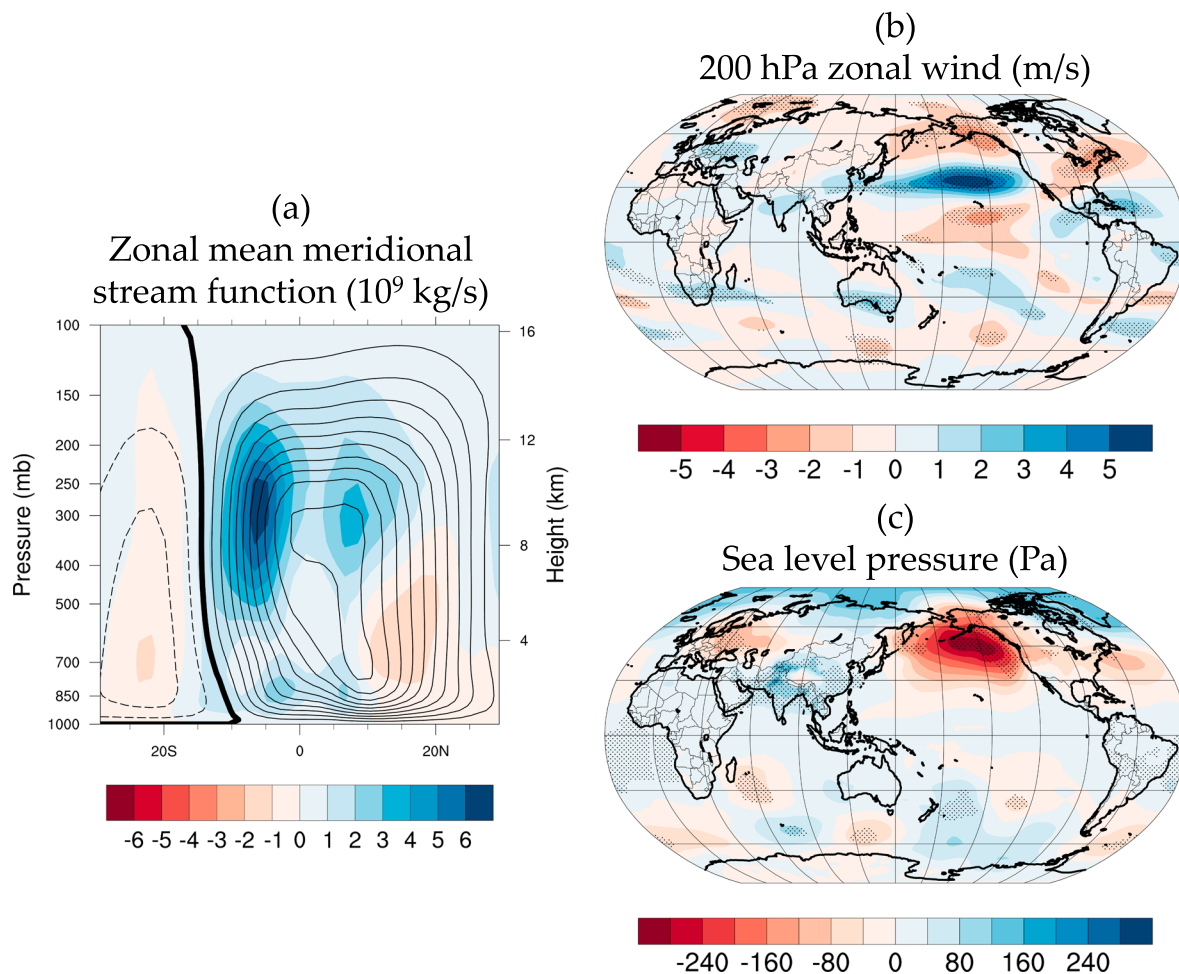 (a)
Zonal mean meridional
stream function (10⁹ kg/s)
100
150
200
250
300
400
500
700
850
1000
Pressure (mb)
16
12
8
4
Height (km)
20S 0 20N
-6 -5 -4 -3 -2 -1 0 1 2 3 4 5 6
(b)
200 hPa zonal wind (m/s)
-5 -4 -3 -2 -1 0 1 2 3 4 5
(c)
Sea level pressure (Pa)
-240 -160 -80 0 80 160 240